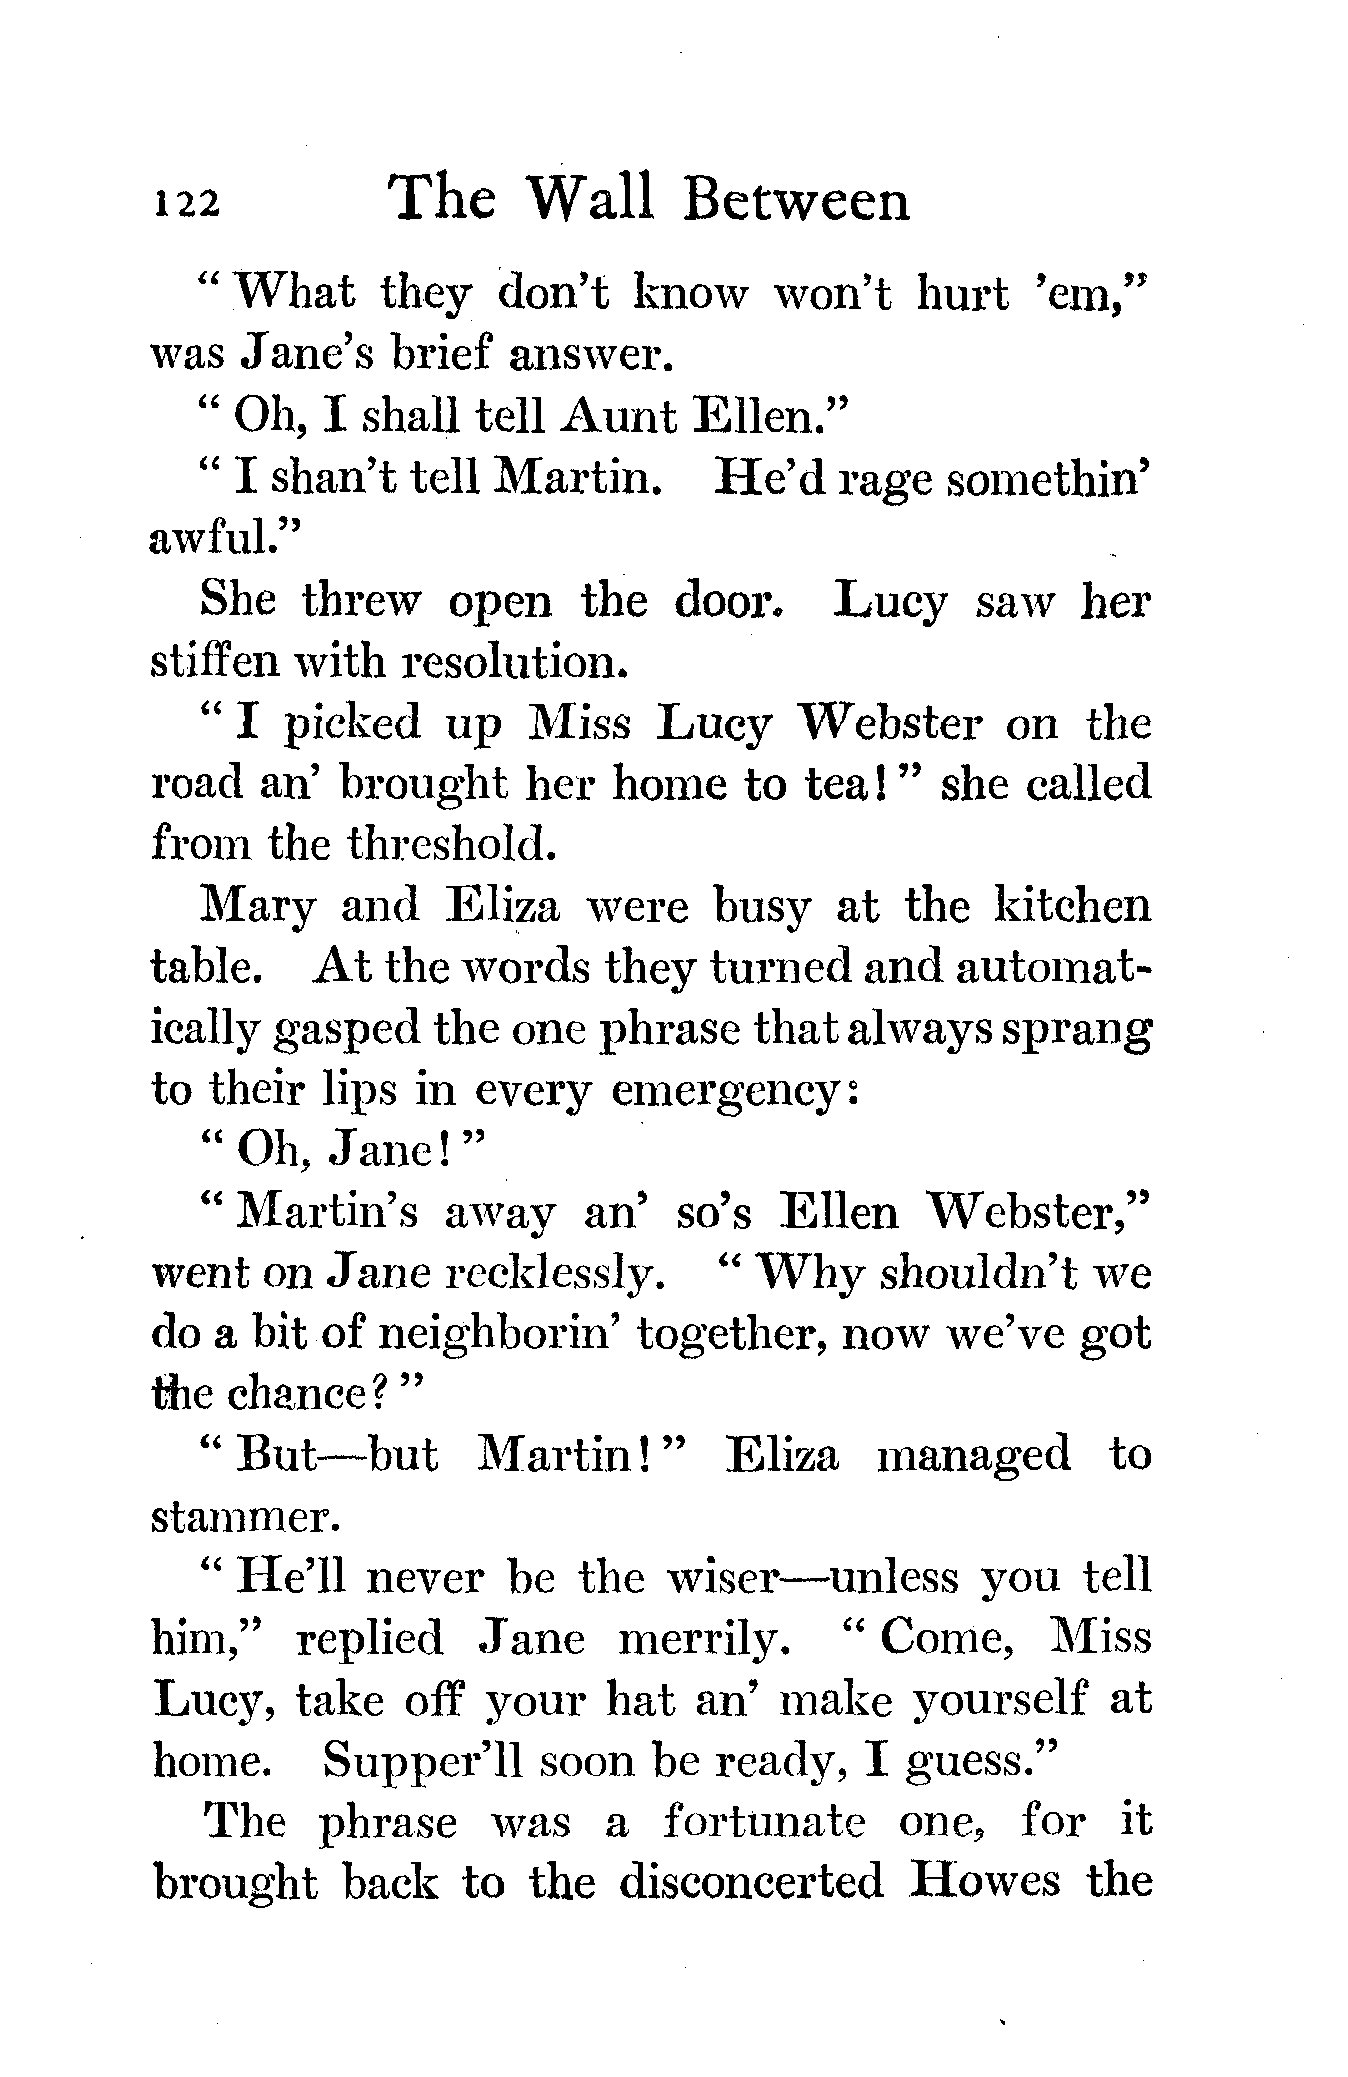 122 The Wall Between
“ What they don’t know won’t hurt ’em,”
was Jane’s brief answer.
“ Oh, I shall tell Aunt Ellen.”
“ I shan’t tell Martin. He’d rage somethin’
awful.”
She threw open the door. Lucy saw her
stiffen with resolution.
“ I picked up Miss Lucy Webster on the
road an’ brought her home to tea! ” she called
from the threshold.
Mary and Eliza were busy at the kitchen
table. At the words they turned and automat-
ically gasped the one phrase that always sprang
to their lips in every emergency:
“ Oh, Jane! ”
“ Martin’s away an’ so’s Ellen Webster,”
went on Jane recklessly. “ Why shouldn’t we
do a bit of neighborin’ together, now we’ve got
the chance? ”
“ But—but Martin! ” Eliza managed to
stammer.
“ He’ll never be the wiser—unless you tell
him,” replied Jane merrily. “ Come, Miss
Lucy, take off your hat an’ make yourself at
home. Supper’ll soon be ready, I guess.”
The phrase was a fortunate one, for it
brought back to the disconcerted Howes the